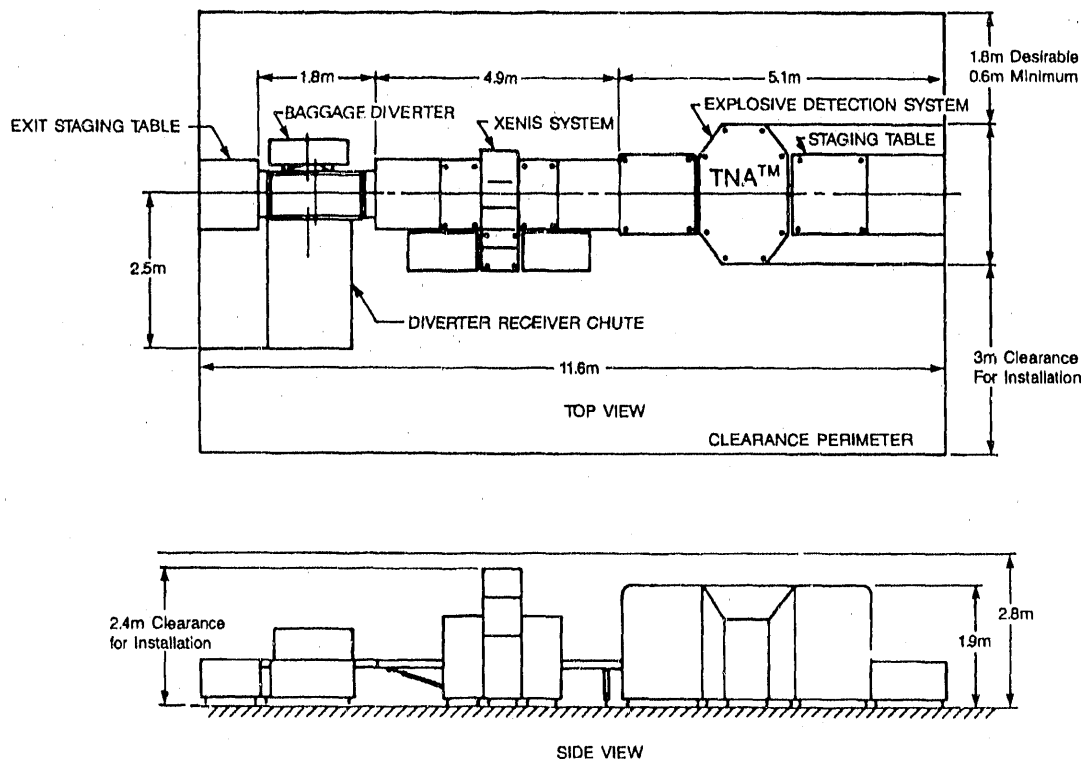 1.8m Desirable
0.6m Minimum
1.8m
4.9m
5.1m
EXIT STAGING TABLE
BAGGAGE DIVERTER
XENIS SYSTEM
EXPLOSIVE DETECTION SYSTEM
STAGING TABLE
TNA™
2.5m
DIVERTER RECEIVER CHUTE
3m Clearance
For Installation
11.6m
TOP VIEW
CLEARANCE PERIMETER
2.4m Clearance
for Installation
2.8m
1.9m
SIDE VIEW